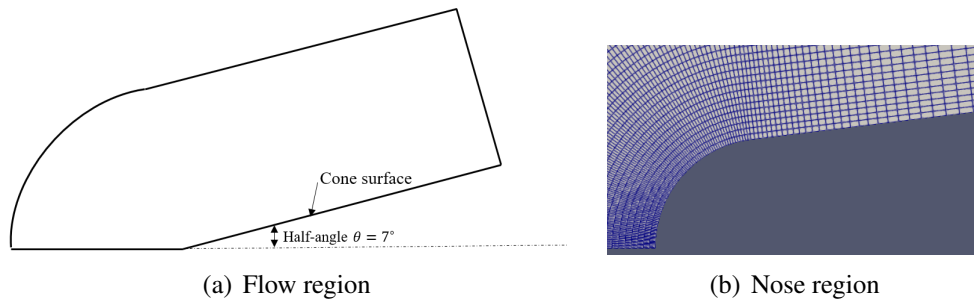 Cone surface
Half-angle θ = 7°
(a) Flow region
(b) Nose region